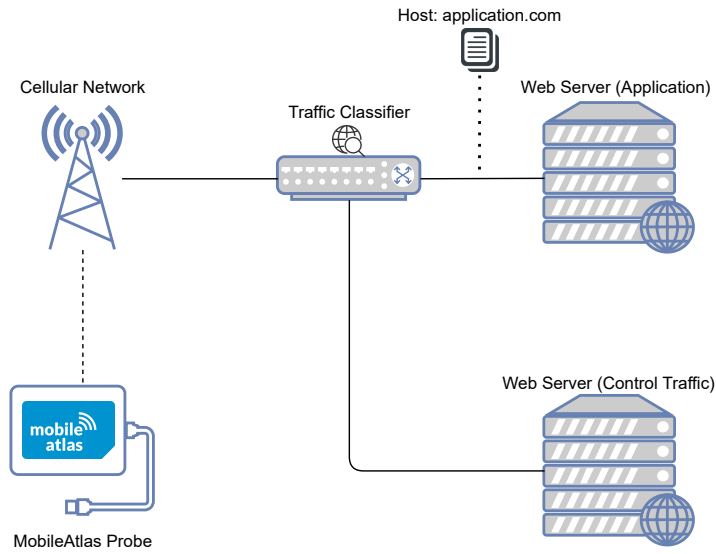 Host: application.com
Cellular Network
Web Server (Application)
Traffic Classifier
Web Server (Control Traffic)
mobile
atlas
MobileAtlas Probe